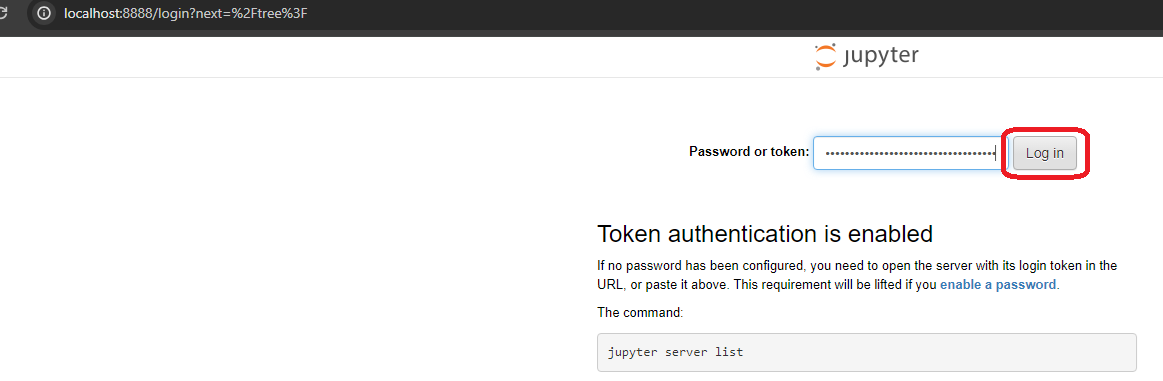 localhost:8888/login?next=%2Ftree%3F
jupyter
Password or token: •••••••••••••••••••••••••••••••••••• Log in
Token authentication is enabled
If no password has been configured, you need to open the server with its login token in the
URL, or paste it above. This requirement will be lifted if you enable a password.
The command:
jupyter server list